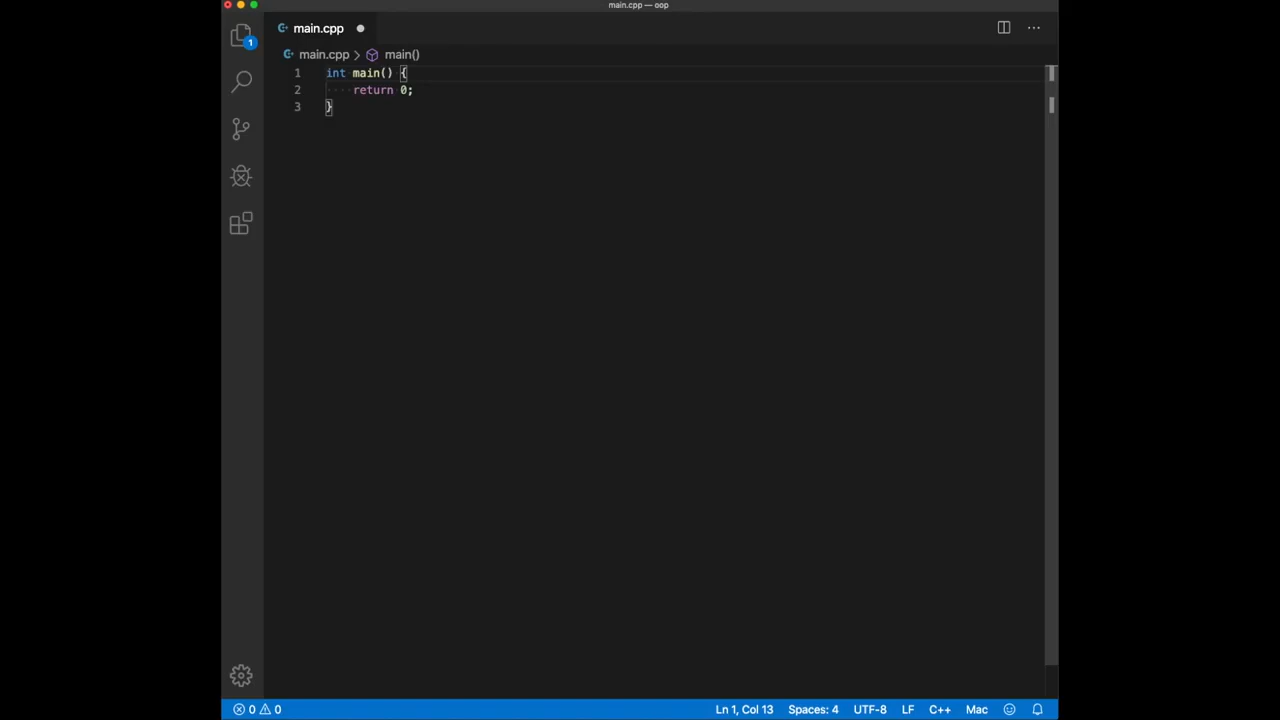 main.cpp — oop
main.cpp
1
main.cpp > main()
1 int main() {
2 ····return 0;
3 }
0 0 Ln 1, Col 13 Spaces: 4 UTF-8 LF C++ Mac